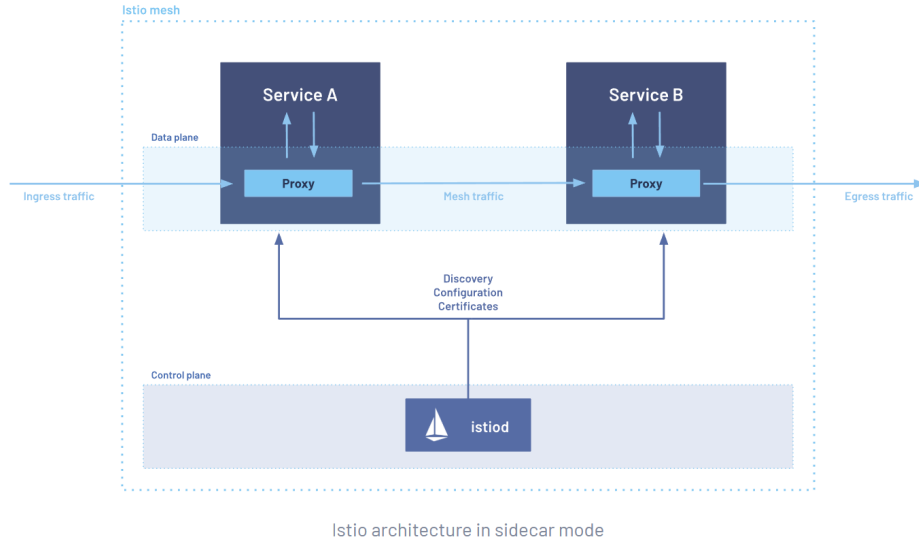 Istio mesh
Service A
Service B
Data plane
Proxy
Proxy
Ingress traffic
Mesh traffic
Egress traffic
Discovery
Configuration
Certificates
Control plane
istiod
Istio architecture in sidecar mode